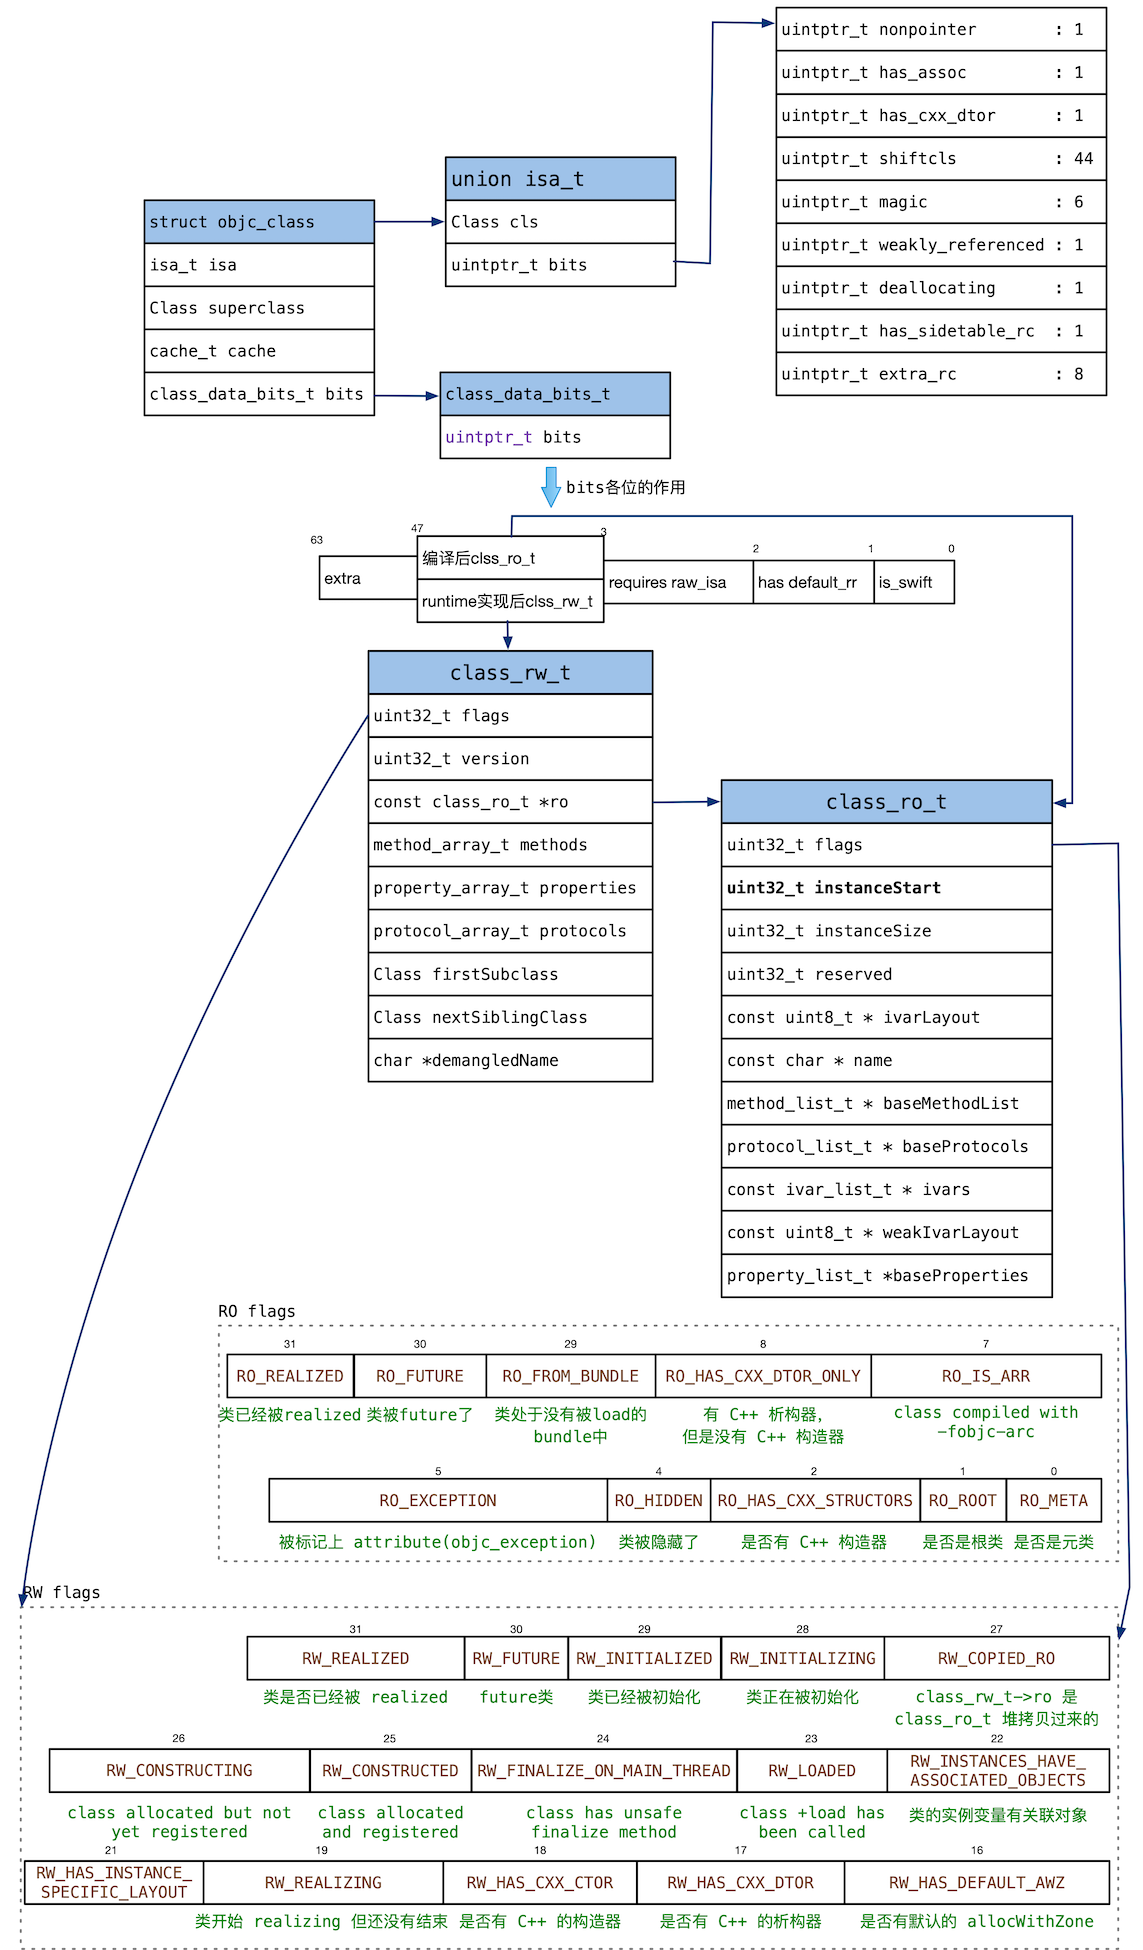 uintptr_t nonpointer : 1
uintptr_t has_assoc : 1
uintptr_t has_cxx_dtor : 1
uintptr_t shiftcls : 44
uintptr_t magic : 6
uintptr_t weakly_referenced : 1
uintptr_t deallocating : 1
uintptr_t has_sidetable_rc : 1
uintptr_t extra_rc : 8
union isa_t
Class cls
uintptr_t bits
struct objc_class
isa_t isa
Class superclass
cache_t cache
class_data_bits_t bits
class_data_bits_t
uintptr_t bits
bits各位的作用
63 47 3 2 1 0
extra
编译后clss_ro_t
runtime实现后clss_rw_t
requires raw_isa
has default_rr
is_swift
class_rw_t
uint32_t flags
uint32_t version
const class_ro_t *ro
method_array_t methods
property_array_t properties
protocol_array_t protocols
Class firstSubclass
Class nextSiblingClass
char *demangledName
class_ro_t
uint32_t flags
uint32_t instanceStart
uint32_t instanceSize
uint32_t reserved
const uint8_t * ivarLayout
const char * name
method_list_t * baseMethodList
protocol_list_t * baseProtocols
const ivar_list_t * ivars
const uint8_t * weakIvarLayout
property_list_t *baseProperties
RO flags
31 30 29 8 7
RO_REALIZED RO_FUTURE RO_FROM_BUNDLE RO_HAS_CXX_DTOR_ONLY RO_IS_ARR
类已经被realized
类被future了
类处于没有被load的
bundle中
有 C++ 析构器,
但是没有 C++ 构造器
class compiled with
-fobjc-arc
5 4 2 1 0
RO_EXCEPTION RO_HIDDEN RO_HAS_CXX_STRUCTORS RO_ROOT RO_META
被标记上 attribute(objc_exception) 类被隐藏了 是否有 C++ 构造器 是否是根类 是否是元类
RW flags
31 30 29 28 27
RW_REALIZED RW_FUTURE RW_INITIALIZED RW_INITIALIZING RW_COPIED_RO
类是否已经被 realized
future类
类已经被初始化
类正在被初始化
class_rw_t->ro 是
class_ro_t 堆拷贝过来的
26 25 24 23 22
RW_CONSTRUCTING RW_CONSTRUCTED RW_FINALIZE_ON_MAIN_THREAD RW_LOADED
RW_INSTANCES_HAVE_
ASSOCIATED_OBJECTS
class allocated but not
yet registered
class allocated
and registered
class has unsafe
finalize method
class +load has
been called
类的实例变量有关联对象
21 19 18 17 16
RW_HAS_INSTANCE_
SPECIFIC_LAYOUT
RW_REALIZING RW_HAS_CXX_CTOR RW_HAS_CXX_DTOR RW_HAS_DEFAULT_AWZ
类开始 realizing 但还没有结束 是否有 C++ 的构造器 是否有 C++ 的析构器 是否有默认的 allocWithZone